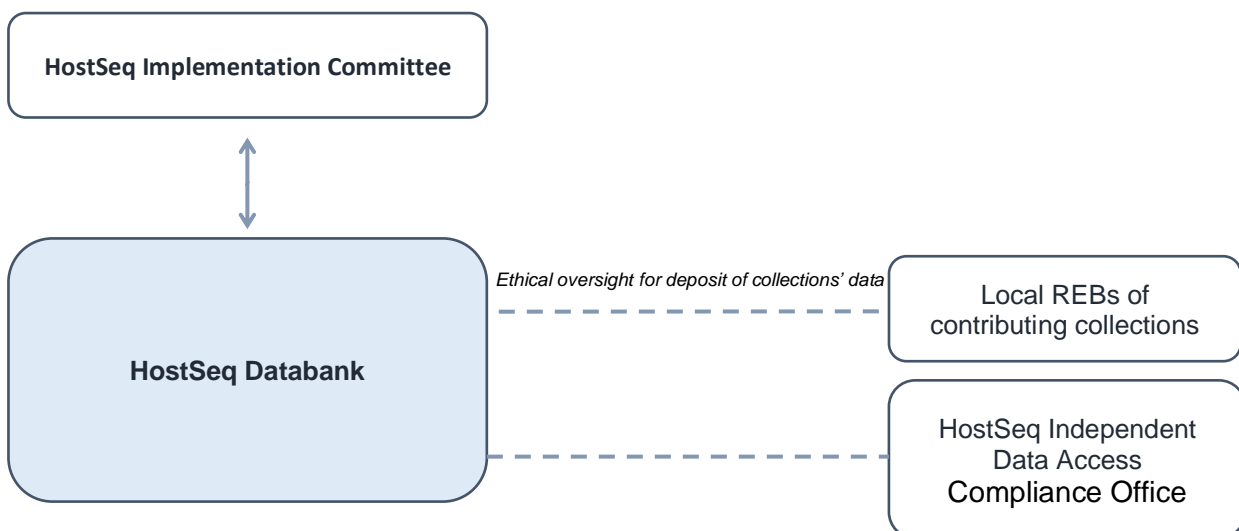 HostSeq Implementation Committee
Ethical oversight for deposit of collections’ data
Local REBs of
contributing collections
HostSeq Databank
HostSeq Independent
Data Access
Compliance Office